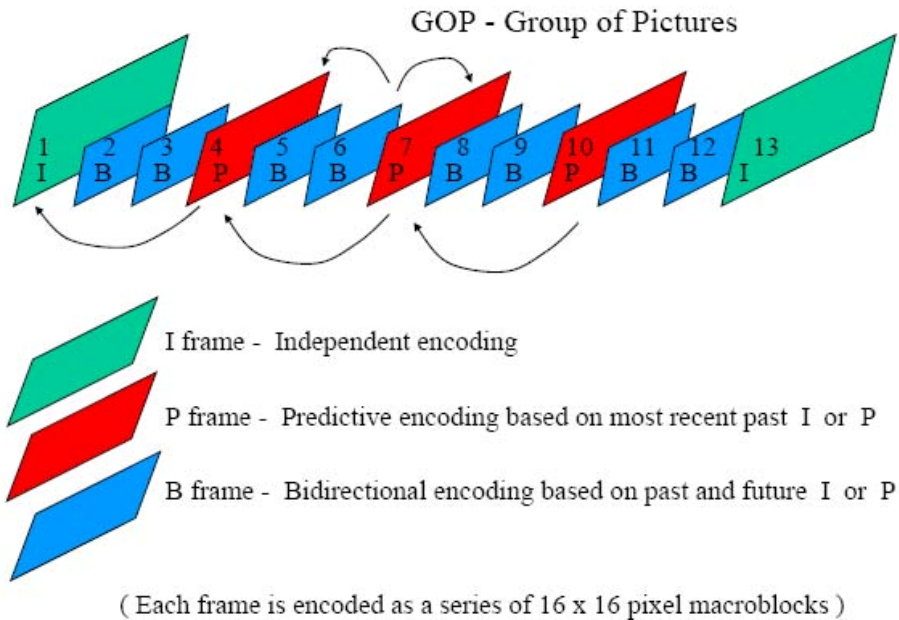 GOP - Group of Pictures
1 2 3 4 5 6 7 8 9 10 11 12 13
I B B P B B P B B P B B I
I frame - Independent encoding
P frame - Predictive encoding based on most recent past I or P
B frame - Bidirectional encoding based on past and future I or P
( Each frame is encoded as a series of 16 x 16 pixel macroblocks )